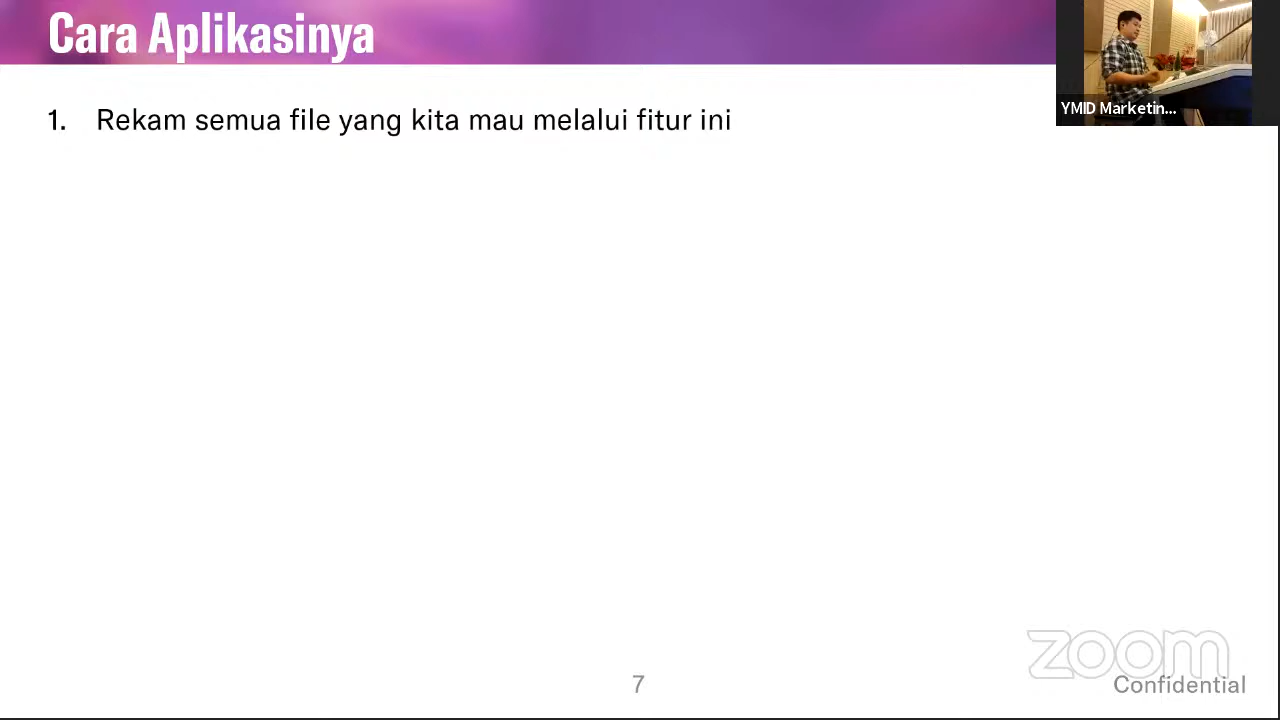 Cara Aplikasinya
YMID Marketin...
1. Rekam semua file yang kita mau melalui fitur ini
zoom
7
Confidential